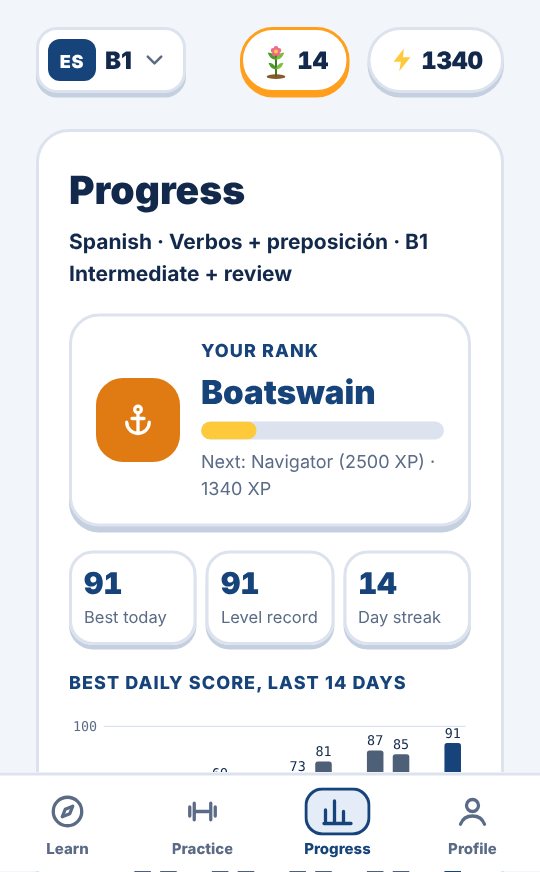 ES B1
14
1340
Progress
Spanish · Verbos + preposición · B1
Intermediate + review
YOUR RANK
Boatswain
Next: Navigator (2500 XP) ·
1340 XP
91
Best today
91
Level record
14
Day streak
BEST DAILY SCORE, LAST 14 DAYS
100
73
81
87
85
91
Learn
Practice
Progress
Profile